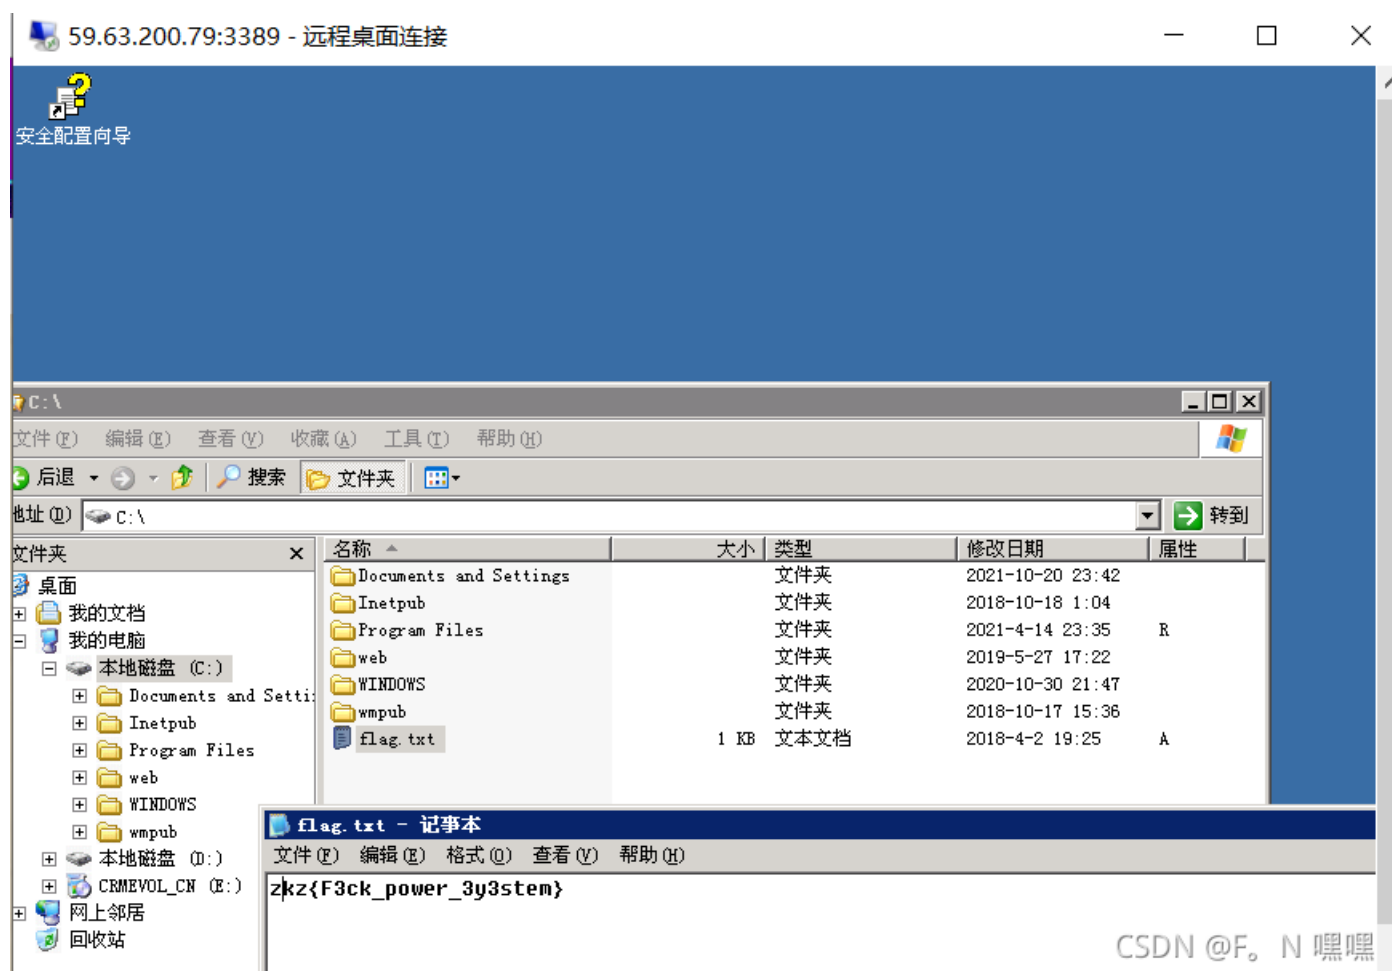 59.63.200.79:3389 - 远程桌面连接
安全配置向导
C:\
文件(F) 编辑(E) 查看(V) 收藏(A) 工具(T) 帮助(H)
后退 搜索 文件夹
地址(D) C:\ 转到
文件夹
名称 大小 类型 修改日期 属性
Documents and Settings 文件夹 2021-10-20 23:42
Inetpub 文件夹 2018-10-18 1:04
Program Files 文件夹 2021-4-14 23:35 R
web 文件夹 2019-5-27 17:22
WINDOWS 文件夹 2020-10-30 21:47
wmpub 文件夹 2018-10-17 15:36
flag.txt 1 KB 文本文档 2018-4-2 19:25 A
桌面
我的文档
我的电脑
本地磁盘 (C:)
Documents and Setti
Inetpub
Program Files
web
WINDOWS
wmpub
本地磁盘 (D:)
CRMEVOL_CN (E:)
网上邻居
回收站
flag.txt - 记事本
文件(F) 编辑(E) 格式(O) 查看(V) 帮助(H)
zkz{F3ck_power_3y3stem}
CSDN @F。N 嘿嘿